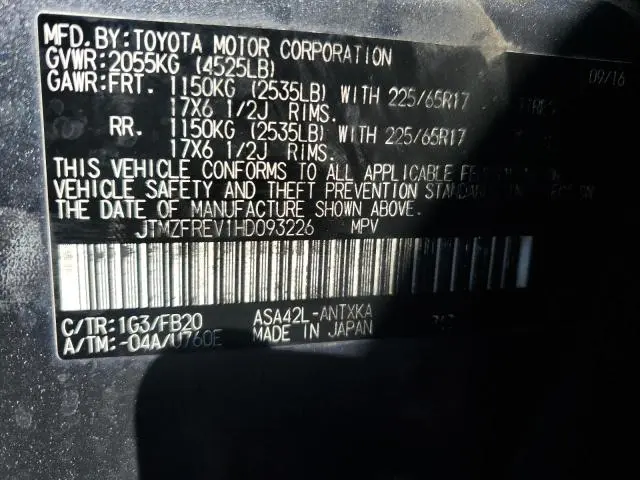 MFD. BY: TOYOTA MOTOR CORPORATION 09/16
GVWR: 2055KG (4525LB)
GAWR: FRT. 1150KG (2535LB) WITH 225/65R17
17X6 1/2J RIMS.
RR. 1150KG (2535LB) WITH 225/65R17
17X6 1/2J RIMS.
THIS VEHICLE CONFORMS TO ALL APPLICABLE
VEHICLE SAFETY AND THEFT PREVENTION
THE DATE OF MANUFACTURE SHOWN ABOVE.
JTMZFREV1HD093226 MPV
C/TR: 1G3/FB20 ASA42L-ANTXKA
A/TM: -04A/U760E MADE IN JAPAN